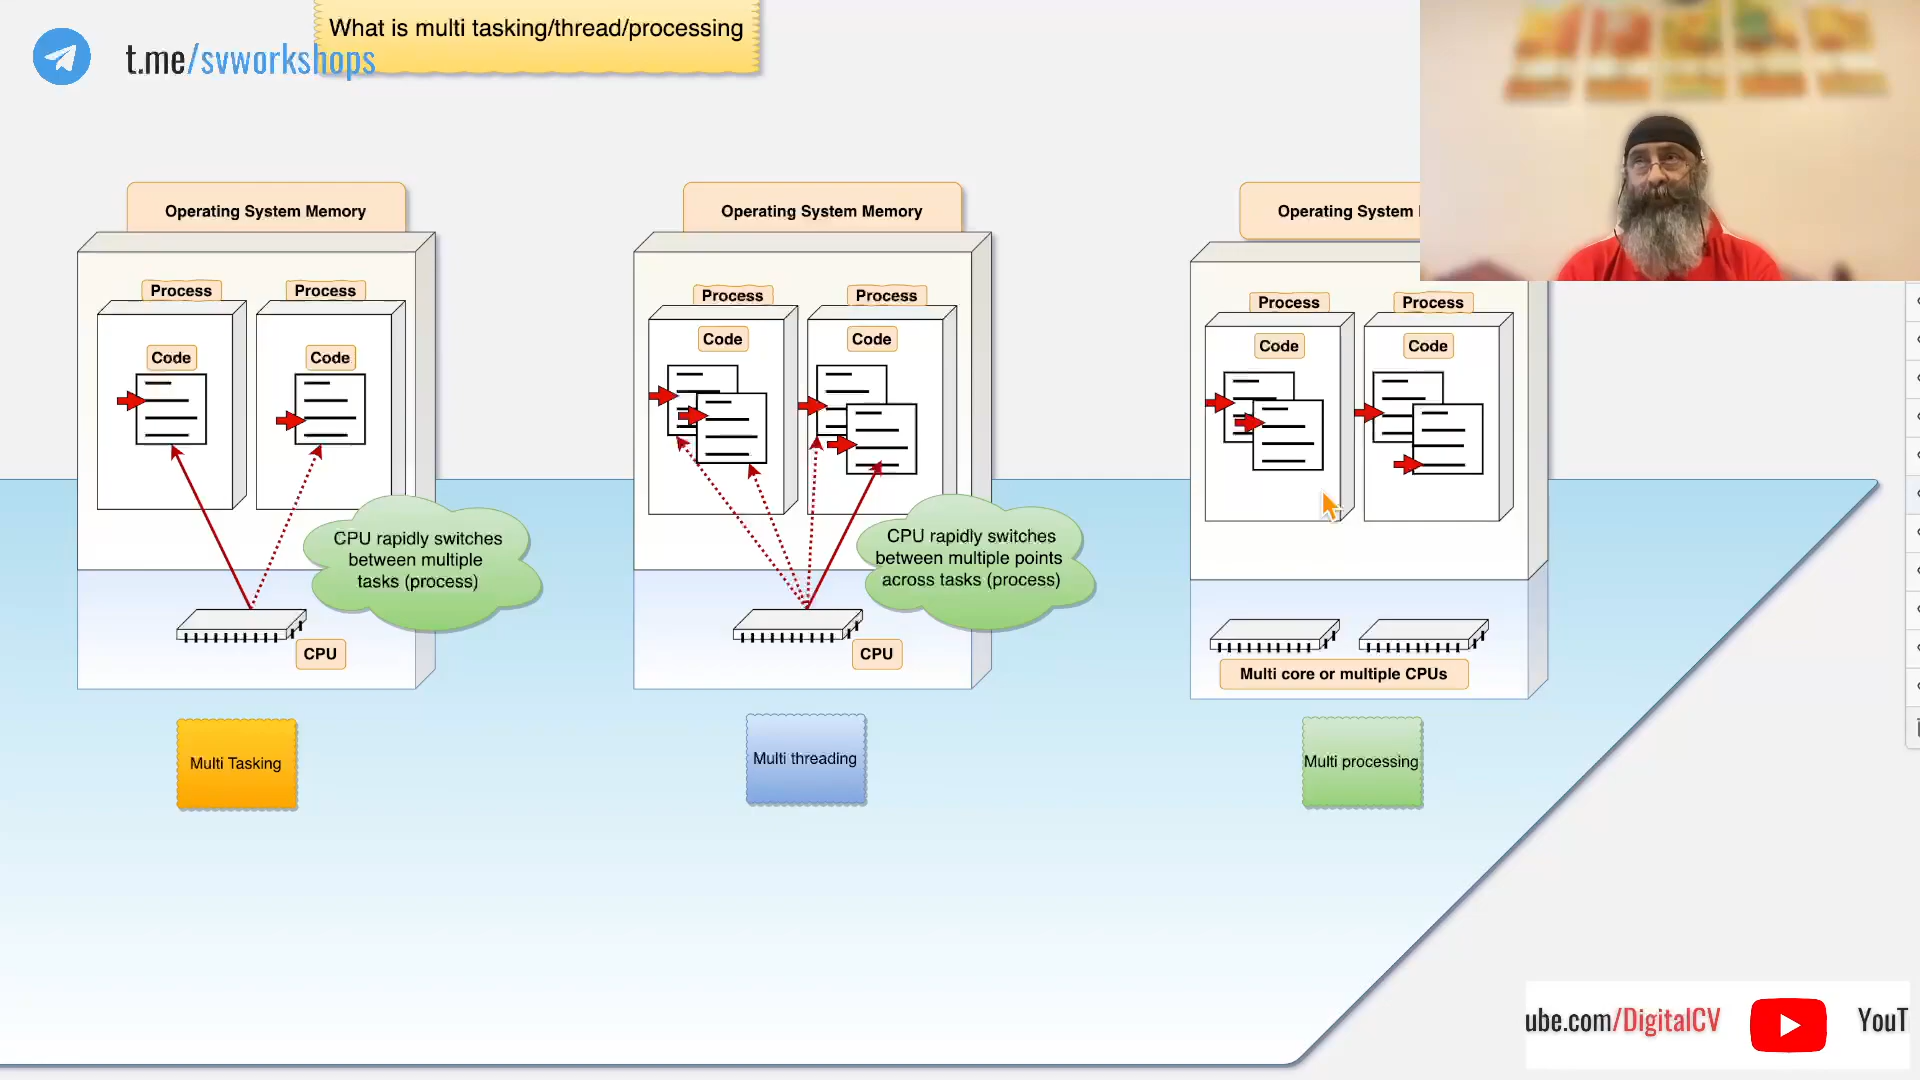 What is multi tasking/thread/processing
t.me/svworkshops
Operating System Memory
Process
Process
Code
Code
CPU rapidly switches
between multiple
tasks (process)
CPU
Multi Tasking
Operating System Memory
Process
Process
Code
Code
CPU rapidly switches
between multiple points
across tasks (process)
CPU
Multi threading
Operating System
Process
Process
Code
Code
Multi core or multiple CPUs
Multi processing
ube.com/DigitalCV
YouT